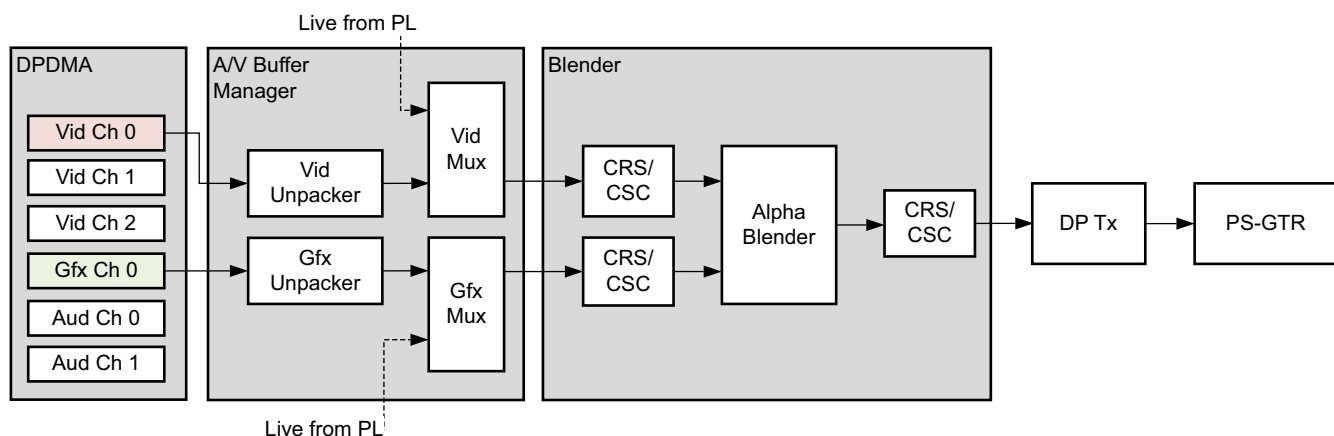 Live from PL
DPDMA
Vid Ch 0
Vid Ch 1
Vid Ch 2
Gfx Ch 0
Aud Ch 0
Aud Ch 1
A/V Buffer
Manager
Vid
Unpacker
Gfx
Unpacker
Vid
Mux
Gfx
Mux
Live from PL
Blender
CRS/
CSC
CRS/
CSC
Alpha
Blender
CRS/
CSC
DP Tx
PS-GTR